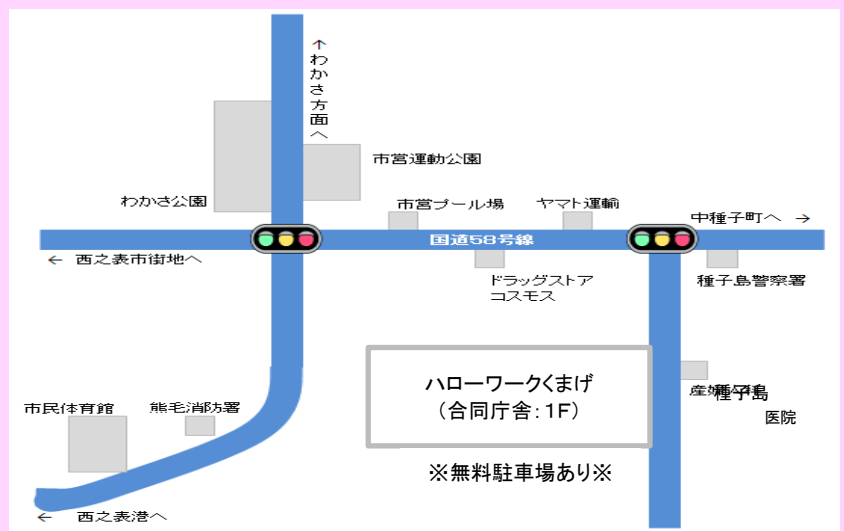 ↑わかさ方面へ
市営運動公園
わかさ公園
市営プール場
ヤマト運輸
中種子町へ →
国道58号線
← 西之表市街地へ
ドラッグストア
コスモス
種子島警察署
ハローワークくまげ
（合同庁舎：1F）
種子島
医院
市民体育館
熊毛消防署
※無料駐車場あり※
← 西之表港へ